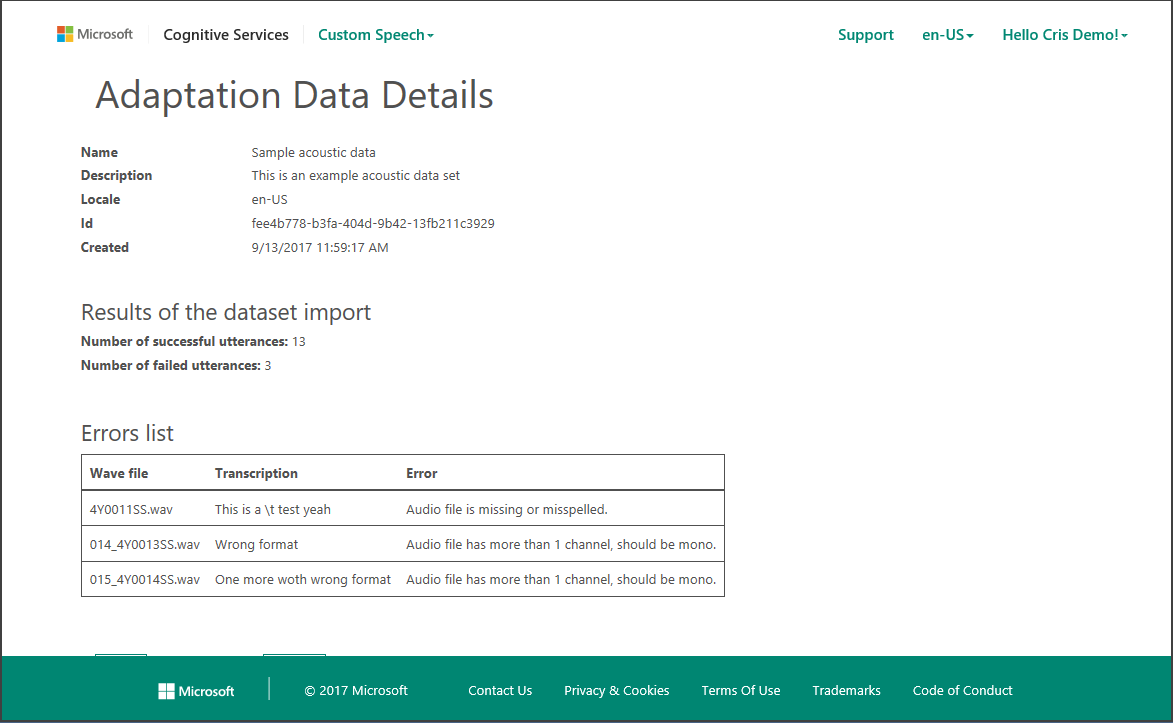 Microsoft Cognitive Services Custom Speech Support en-US Hello Cris Demo!
Adaptation Data Details
Name Sample acoustic data
Description This is an example acoustic data set
Locale en-US
Id fee4b778-b3fa-404d-9b42-13fb211c3929
Created 9/13/2017 11:59:17 AM
Results of the dataset import
Number of successful utterances: 13
Number of failed utterances: 3
Errors list
Wave file Transcription Error
4Y0011SS.wav This is a \t test yeah Audio file is missing or misspelled.
014_4Y0013SS.wav Wrong format Audio file has more than 1 channel, should be mono.
015_4Y0014SS.wav One more woth wrong format Audio file has more than 1 channel, should be mono.
Microsoft © 2017 Microsoft Contact Us Privacy & Cookies Terms Of Use Trademarks Code of Conduct